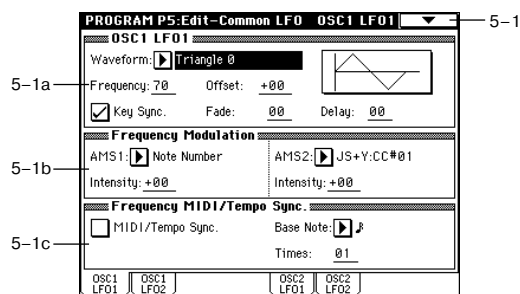 PROGRAM P5:Edit-Common LFO OSC1 LFO1
5-1
OSC1 LFO1
Waveform: Triangle 0
5-1a
Frequency: 70 Offset: +00
Key Sync. Fade: 00 Delay: 00
Frequency Modulation
5-1b
AMS1: Note Number AMS2: JS+Y:CC#01
Intensity: +00 Intensity: +00
Frequency MIDI/Tempo Sync.
5-1c
MIDI/Tempo Sync. Base Note: ♪
Times: 01
OSC1 LFO1 OSC1 LFO2 OSC2 LFO1 OSC2 LFO2